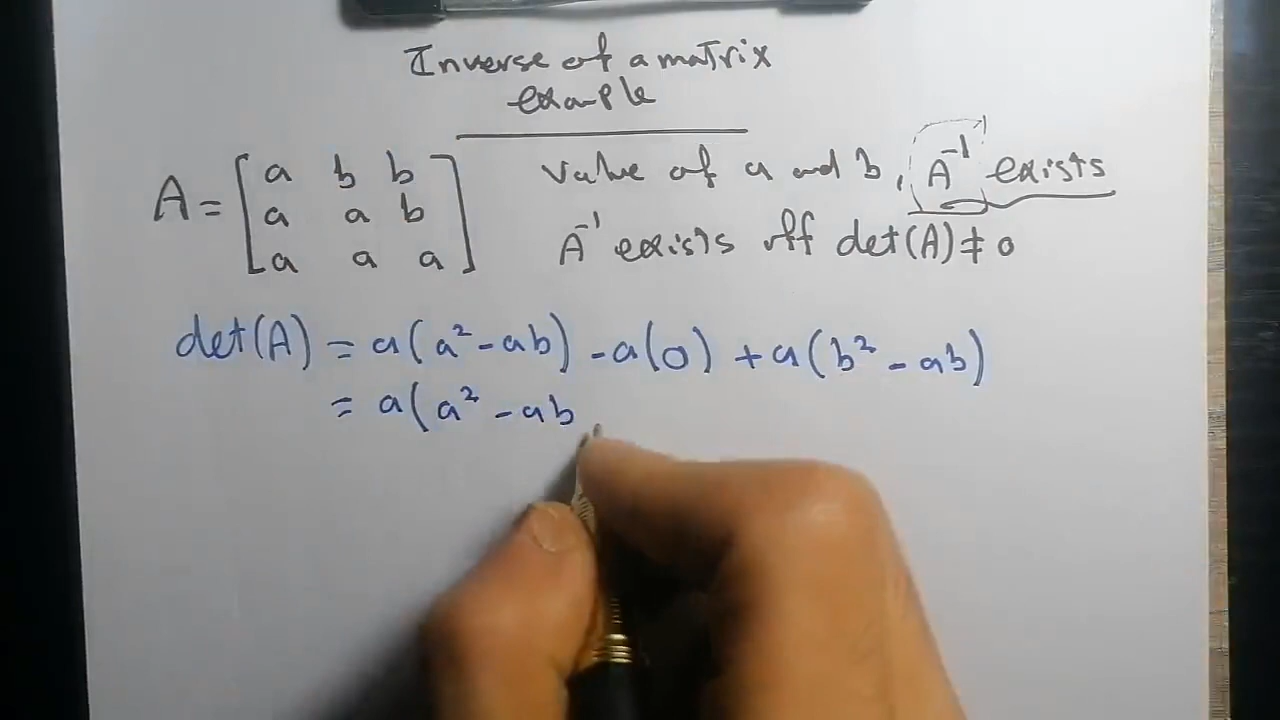 Inverse of a matrix
example
A = [a b b
a a b
a a a]
value of a and b, A⁻¹ exists
A⁻¹ exists iff det(A) ≠ 0
det(A) = a(a² - ab) - a(0) + a(b² - ab)
= a(a² - ab